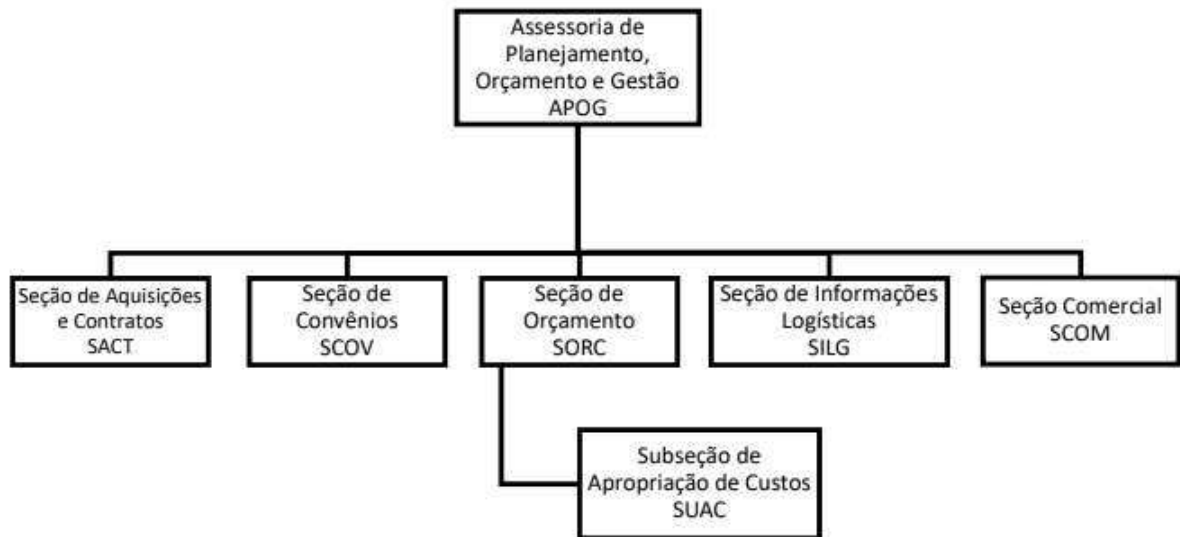 Assessoria de
Planejamento,
Orçamento e Gestão
APOG
Seção de Aquisições
e Contratos
SACT
Seção de
Convênios
SCOV
Seção de
Orçamento
SORC
Seção de Informações
Logísticas
SILG
Seção Comercial
SCOM
Subseção de
Apropriação de Custos
SUAC